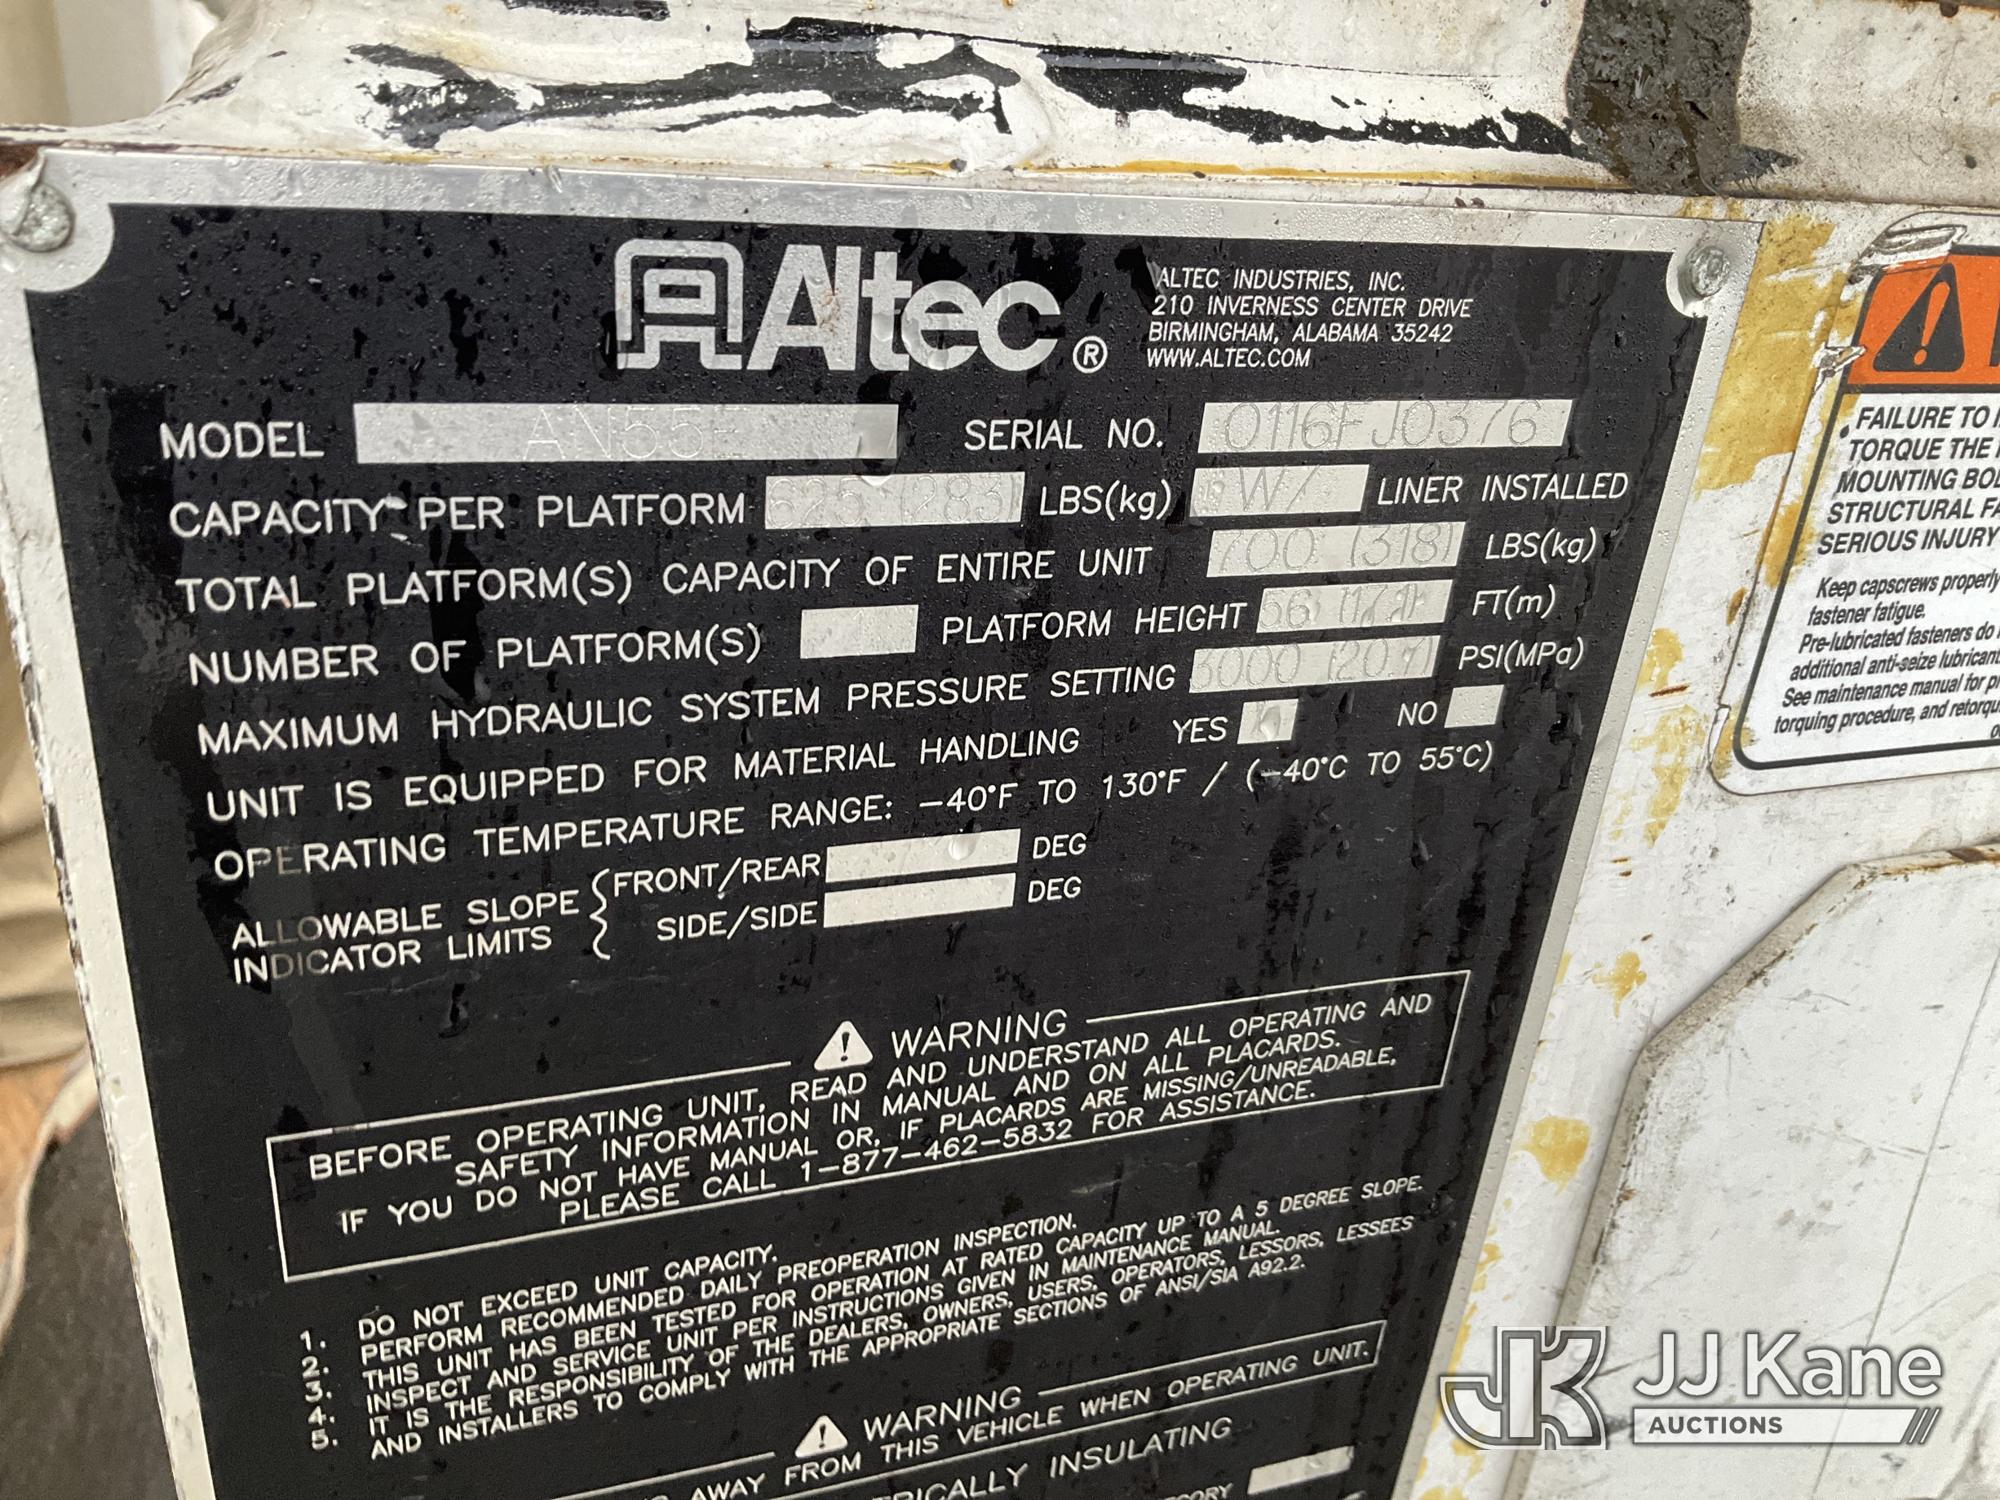 Altec®
ALTEC INDUSTRIES, INC.
210 INVERNESS CENTER DRIVE
BIRMINGHAM, ALABAMA 35242
WWW.ALTEC.COM
MODEL AN55E SERIAL NO. 0116FJ0376
CAPACITY PER PLATFORM 625 (283) LBS(kg) W/ LINER INSTALLED
TOTAL PLATFORM(S) CAPACITY OF ENTIRE UNIT 700 (318) LBS(kg)
NUMBER OF PLATFORM(S) 1 PLATFORM HEIGHT 56 (17.1) FT(m)
MAXIMUM HYDRAULIC SYSTEM PRESSURE SETTING 3000 (20.7) PSI(MPa)
UNIT IS EQUIPPED FOR MATERIAL HANDLING YES NO
OPERATING TEMPERATURE RANGE: -40°F TO 130°F / (-40°C TO 55°C)
ALLOWABLE SLOPE FRONT/REAR DEG
INDICATOR LIMITS SIDE/SIDE DEG
WARNING
BEFORE OPERATING UNIT, READ AND UNDERSTAND ALL OPERATING AND
SAFETY INFORMATION IN MANUAL AND ON ALL PLACARDS.
IF YOU DO NOT HAVE MANUAL OR, IF PLACARDS ARE MISSING/UNREADABLE,
PLEASE CALL 1-877-462-5832 FOR ASSISTANCE.
1. DO NOT EXCEED UNIT CAPACITY.
2. PERFORM RECOMMENDED DAILY PREOPERATION INSPECTION.
3. THIS UNIT HAS BEEN TESTED FOR OPERATION AT RATED CAPACITY UP TO A 5 DEGREE SLOPE.
4. INSPECT AND SERVICE UNIT PER INSTRUCTIONS GIVEN IN MAINTENANCE MANUAL.
5. IT IS THE RESPONSIBILITY OF THE DEALERS, OWNERS, USERS, OPERATORS, LESSORS, LESSEES
AND INSTALLERS TO COMPLY WITH THE APPROPRIATE SECTIONS OF ANSI/SIA A92.2.
WARNING
AWAY FROM THIS VEHICLE WHEN OPERATING UNIT.
INSULATING
FAILURE TO
TORQUE THE
MOUNTING
STRUCTURAL
SERIOUS INJURY
Keep capscrews properly
fastener fatigue.
Pre-lubricated fasteners do
additional anti-seize
See maintenance manual for
torquing procedure, and
JJ Kane
AUCTIONS